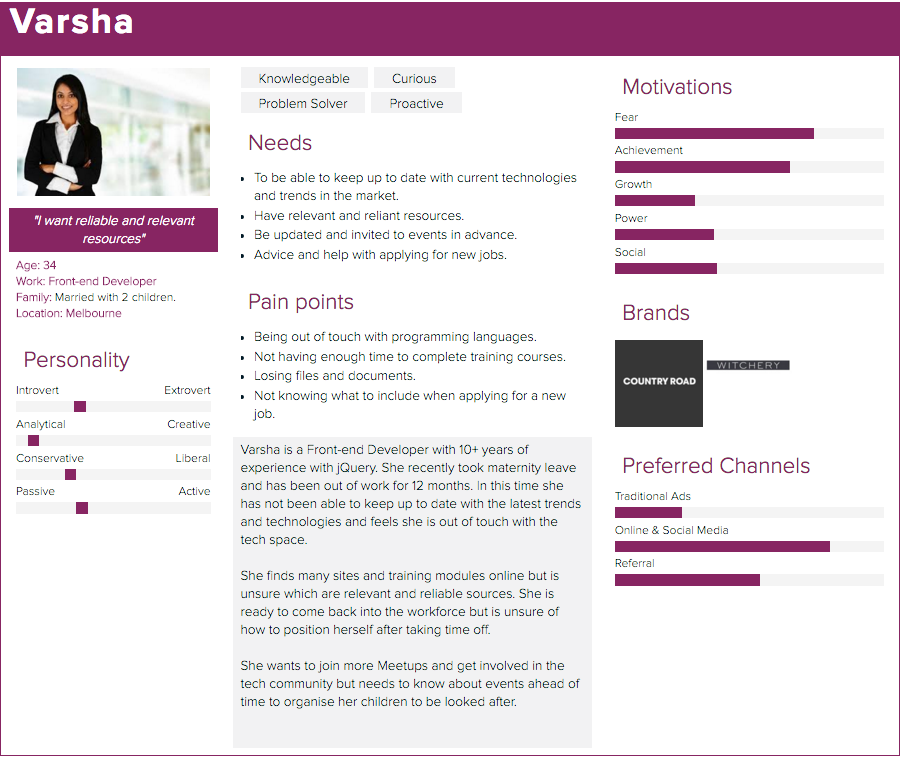 Varsha
"I want reliable and relevant
resources"
Age: 34
Work: Front-end Developer
Family: Married with 2 children.
Location: Melbourne
Personality
Introvert Extrovert
Analytical Creative
Conservative Liberal
Passive Active
Knowledgeable Curious
Problem Solver Proactive
Needs
• To be able to keep up to date with current technologies
and trends in the market.
• Have relevant and reliant resources.
• Be updated and invited to events in advance.
• Advice and help with applying for new jobs.
Pain points
• Being out of touch with programming languages.
• Not having enough time to complete training courses.
• Losing files and documents.
• Not knowing what to include when applying for a new
job.
Varsha is a Front-end Developer with 10+ years of
experience with jQuery. She recently took maternity leave
and has been out of work for 12 months. In this time she
has not been able to keep up to date with the latest trends
and technologies and feels she is out of touch with the
tech space.
She finds many sites and training modules online but is
unsure which are relevant and reliable sources. She is
ready to come back into the workforce but is unsure of
how to position herself after taking time off.
She wants to join more Meetups and get involved in the
tech community but needs to know about events ahead of
time to organise her children to be looked after.
Motivations
Fear
Achievement
Growth
Power
Social
Brands
COUNTRY ROAD
WITCHERY
Preferred Channels
Traditional Ads
Online & Social Media
Referral